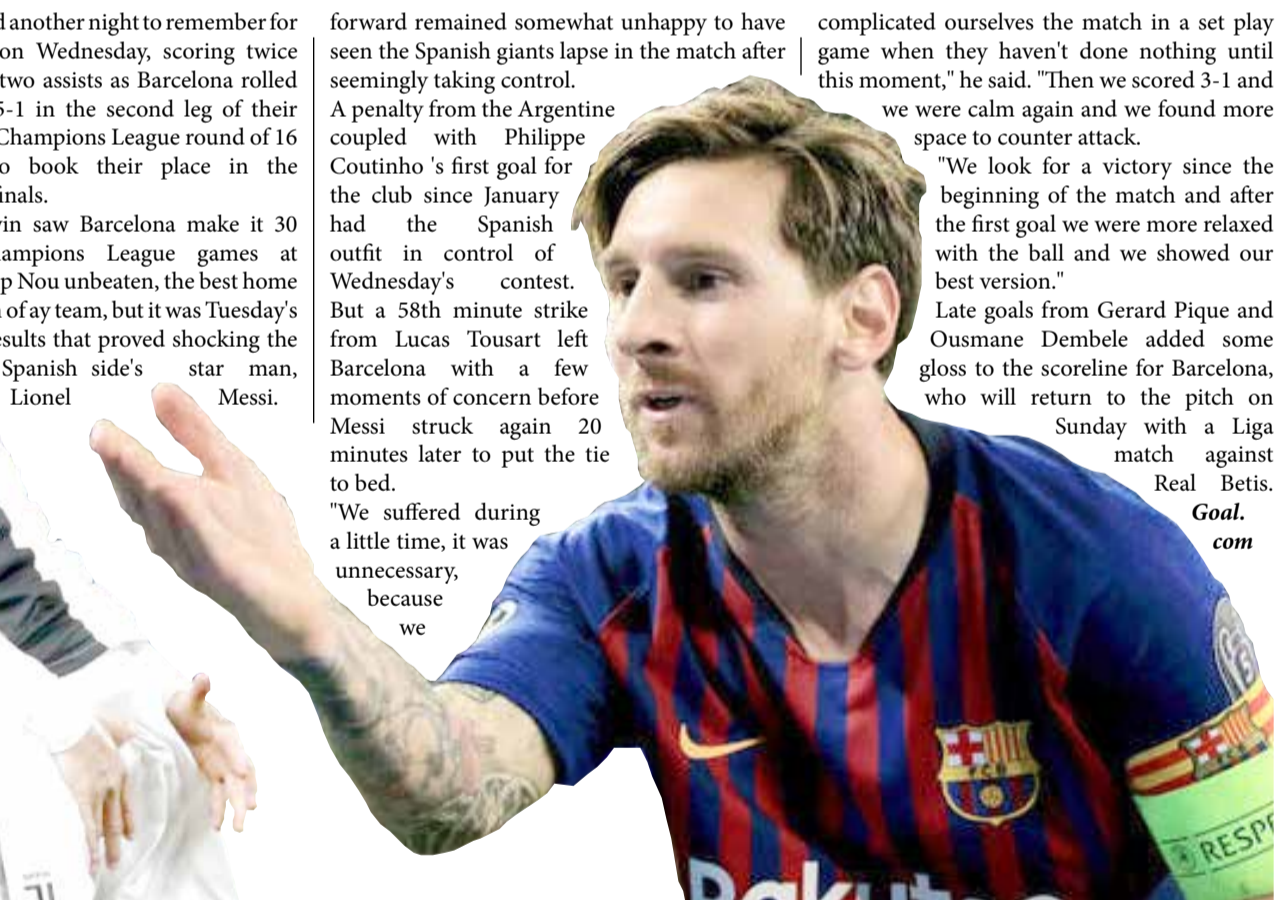 d another night to remember for
on Wednesday, scoring twice
two assists as Barcelona rolled
5-1 in the second leg of their
Champions League round of 16
o book their place in the
inals.
in saw Barcelona make it 30
ampions League games at
p Nou unbeaten, the best home
of ay team, but it was Tuesday's
esults that proved shocking the
Spanish side's star man,
Lionel Messi.
forward remained somewhat unhappy to have
seen the Spanish giants lapse in the match after
seemingly taking control.
A penalty from the Argentine
coupled with Philippe
Coutinho 's first goal for
the club since January
had the Spanish
outfit in control of
Wednesday's contest.
But a 58th minute strike
from Lucas Tousart left
Barcelona with a few
moments of concern before
Messi struck again 20
minutes later to put the tie
to bed.
"We suffered during
a little time, it was
unnecessary,
because
we
complicated ourselves the match in a set play
game when they haven't done nothing until
this moment," he said. "Then we scored 3-1 and
we were calm again and we found more
space to counter attack.
"We look for a victory since the
beginning of the match and after
the first goal we were more relaxed
with the ball and we showed our
best version."
Late goals from Gerard Pique and
Ousmane Dembele added some
gloss to the scoreline for Barcelona,
who will return to the pitch on
Sunday with a Liga
match against
Real Betis.
Goal.
com
FCB
5
RESPE
Rakuten